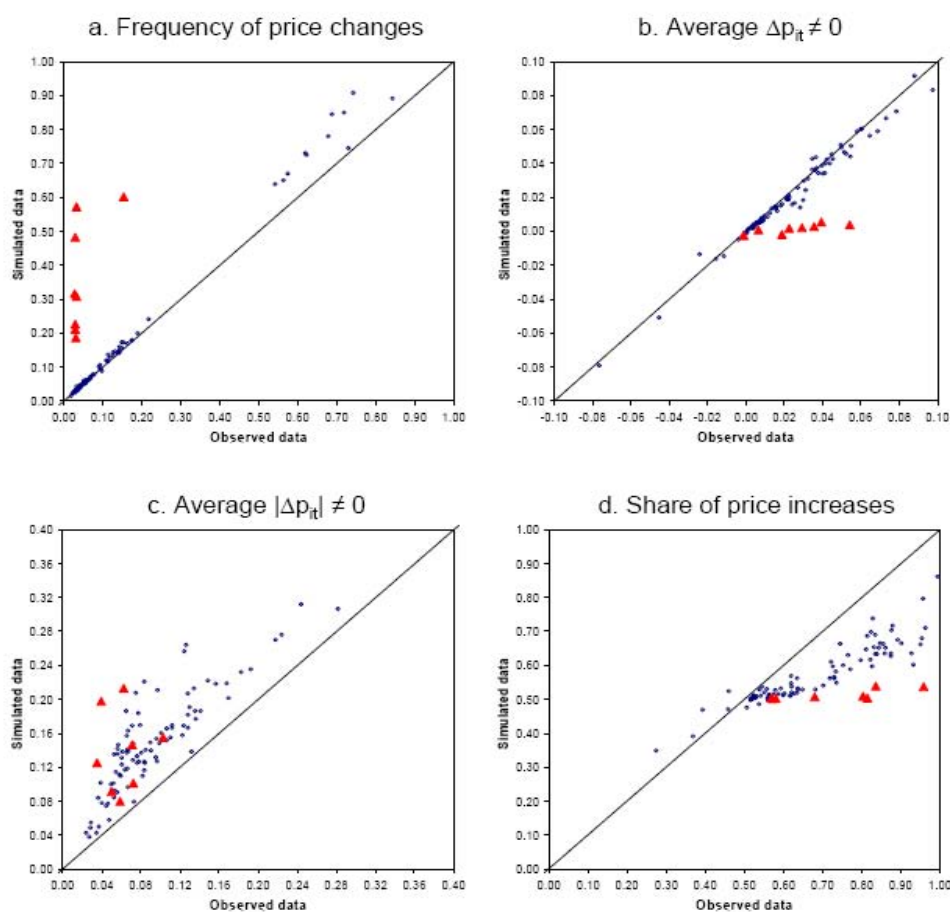 a. Frequency of price changes
1.00
0.90
0.80
0.70
0.60
0.50
0.40
0.30
0.20
0.10
0.00
Simulated data
0.00 0.10 0.20 0.30 0.40 0.50 0.60 0.70 0.80 0.90 1.00
Observed data
b. Average Δpit ≠ 0
0.10
0.08
0.06
0.04
0.02
0.00
-0.02
-0.04
-0.06
-0.08
-0.10
Simulated data
-0.10 -0.08 -0.06 -0.04 -0.02 0.00 0.02 0.04 0.06 0.08 0.10
Observed data
c. Average |Δpit| ≠ 0
0.40
0.36
0.32
0.28
0.24
0.20
0.16
0.12
0.08
0.04
0.00
Simulated data
0.00 0.04 0.08 0.12 0.16 0.20 0.24 0.28 0.32 0.36 0.40
Observed data
d. Share of price increases
1.00
0.90
0.80
0.70
0.60
0.50
0.40
0.30
0.20
0.10
0.00
Simulated data
0.00 0.10 0.20 0.30 0.40 0.50 0.60 0.70 0.80 0.90 1.00
Observed data